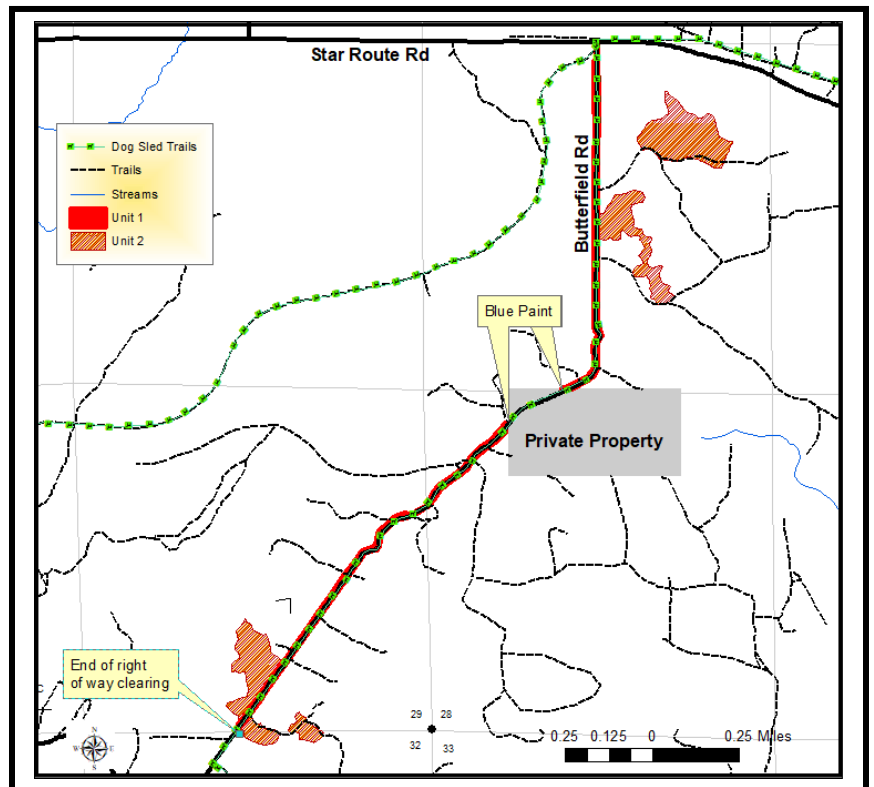 Star Route Rd
Dog Sled Trails
Trails
Streams
Unit 1
Unit 2
Butterfield Rd
Blue Paint
Private Property
End of right
of way clearing
C
29 28
32 33
N
W E
S
0.25 0.125 0 0.25 Miles